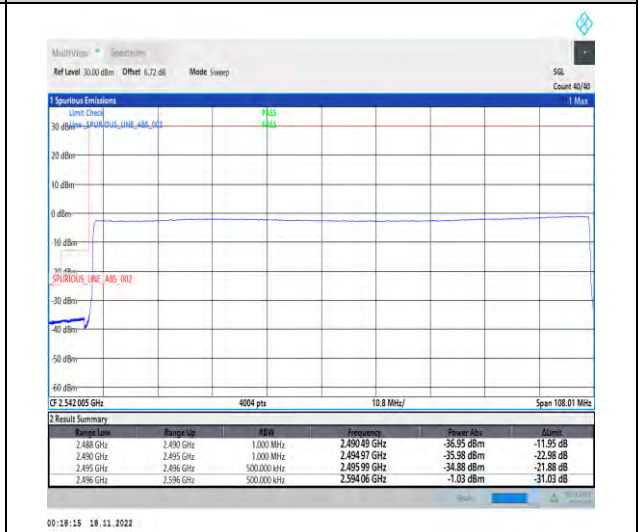 MultiView Spectrum
Ref Level 30.00 dBm Offset 6.72 dB Mode Sweep SGL
Count 40/40
1 Spurious Emissions 1 Max
Limit Check PASS
30 dBm Line _SPURIOUS_LINE_ABS_002 PASS
20 dBm
10 dBm
0 dBm
-10 dBm
-20 dBm
_SPURIOUS_LINE_ABS_002
-30 dBm
-40 dBm
-50 dBm
-60 dBm
CF 2.542 005 GHz 4004 pts 10.8 MHz/ Span 108.01 MHz
2 Result Summary
Range Low Range Up RBW Frequency Power Abs ΔLimit
2.488 GHz 2.490 GHz 1.000 MHz 2.490 49 GHz -36.95 dBm -11.95 dB
2.490 GHz 2.495 GHz 1.000 MHz 2.494 97 GHz -35.98 dBm -22.98 dB
2.495 GHz 2.496 GHz 500.000 kHz 2.495 99 GHz -34.88 dBm -21.88 dB
2.496 GHz 2.596 GHz 500.000 kHz 2.594 06 GHz -1.03 dBm -31.03 dB
00:18:15 18.11.2022